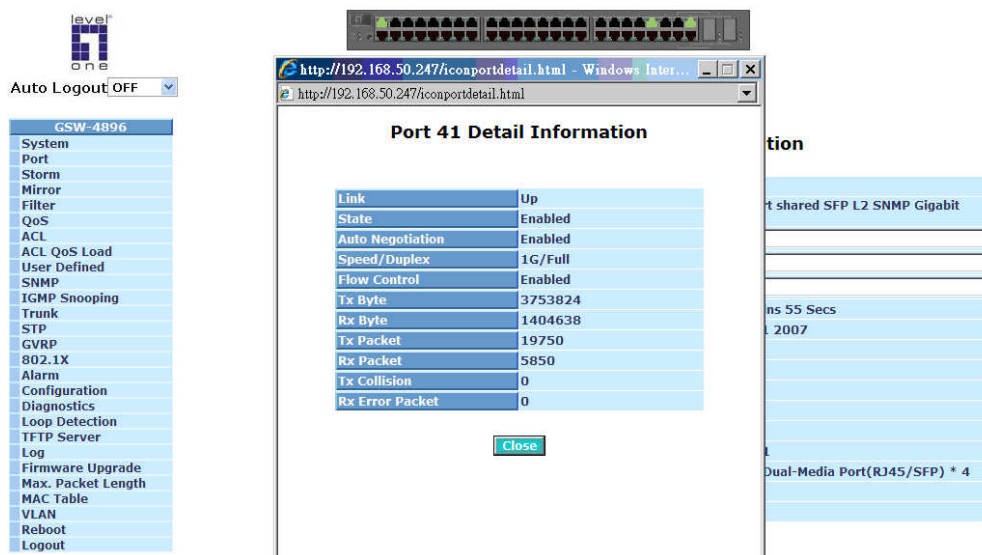 level
one
Auto Logout OFF
GSW-4896
System
Port
Storm
Mirror
Filter
QoS
ACL
ACL QoS Load
User Defined
SNMP
IGMP Snooping
Trunk
STP
GVRP
802.1X
Alarm
Configuration
Diagnostics
Loop Detection
TFTP Server
Log
Firmware Upgrade
Max. Packet Length
MAC Table
VLAN
Reboot
Logout
http://192.168.50.247/iconportdetail.html - Windows Inter...
http://192.168.50.247/iconportdetail.html
Port 41 Detail Information
Link Up
State Enabled
Auto Negotiation Enabled
Speed/Duplex 1G/Full
Flow Control Enabled
Tx Byte 3753824
Rx Byte 1404638
Tx Packet 19750
Rx Packet 5850
Tx Collision 0
Rx Error Packet 0
Close
tion
rt shared SFP L2 SNMP Gigabit
ns 55 Secs
2007
Dual-Media Port(RJ45/SFP) * 4